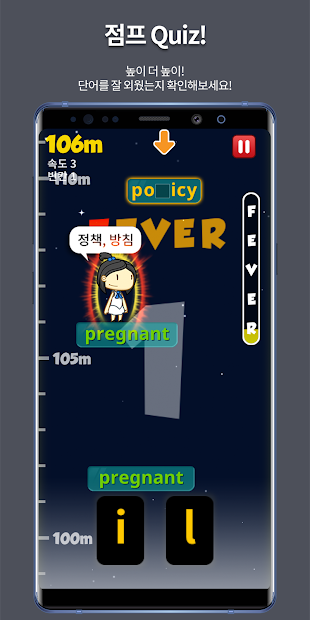 점프 Quiz!
높이 더 높이!
단어를 잘 외웠는지 확인해보세요!
106m
속도 3
110m
po icy
FEVER
정책, 방침
FEVER
pregnant
105m
pregnant
i l
100m